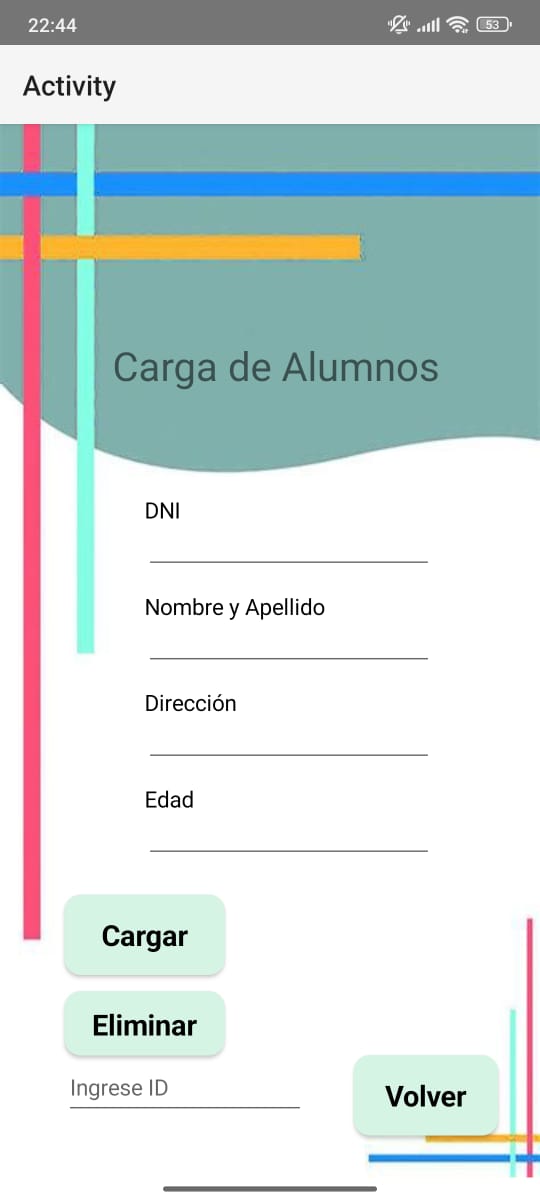 22:44
53
Activity
Carga de Alumnos
DNI
Nombre y Apellido
Dirección
Edad
Cargar
Eliminar
Ingrese ID
Volver